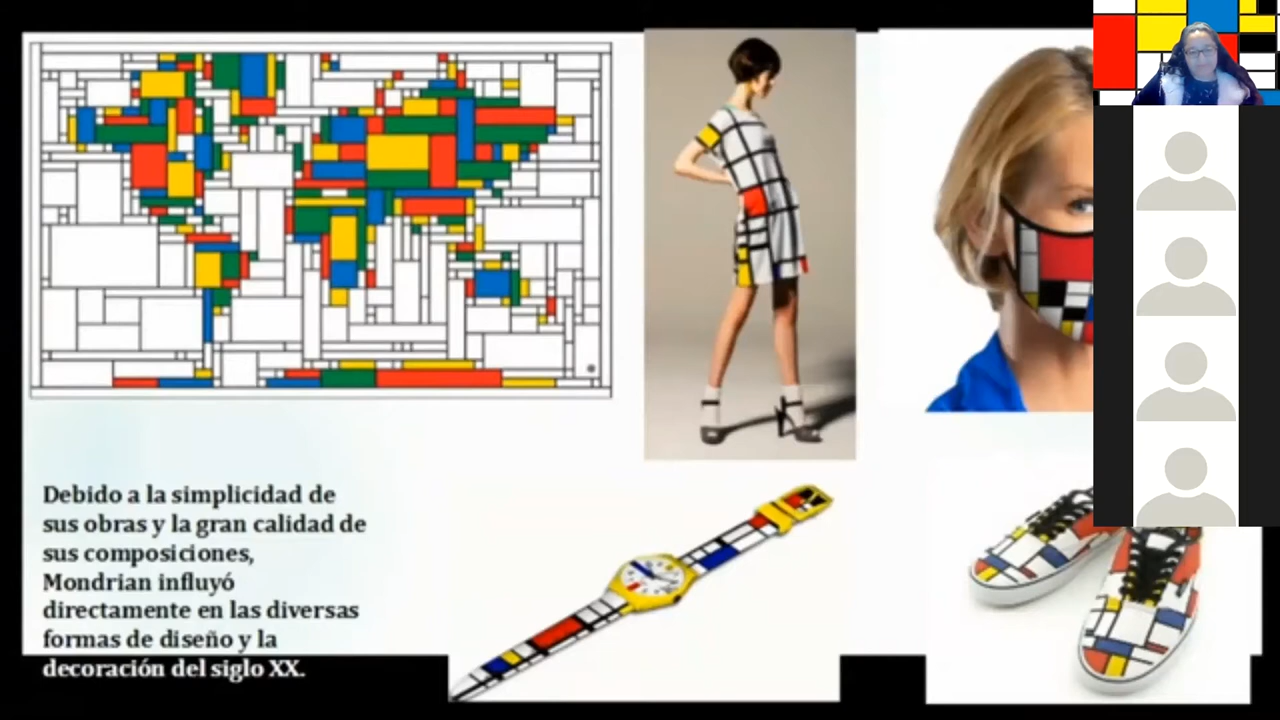 Debido a la simplicidad de
sus obras y la gran calidad de
sus composiciones,
Mondrian influyó
directamente en las diversas
formas de diseño y la
decoración del siglo XX.